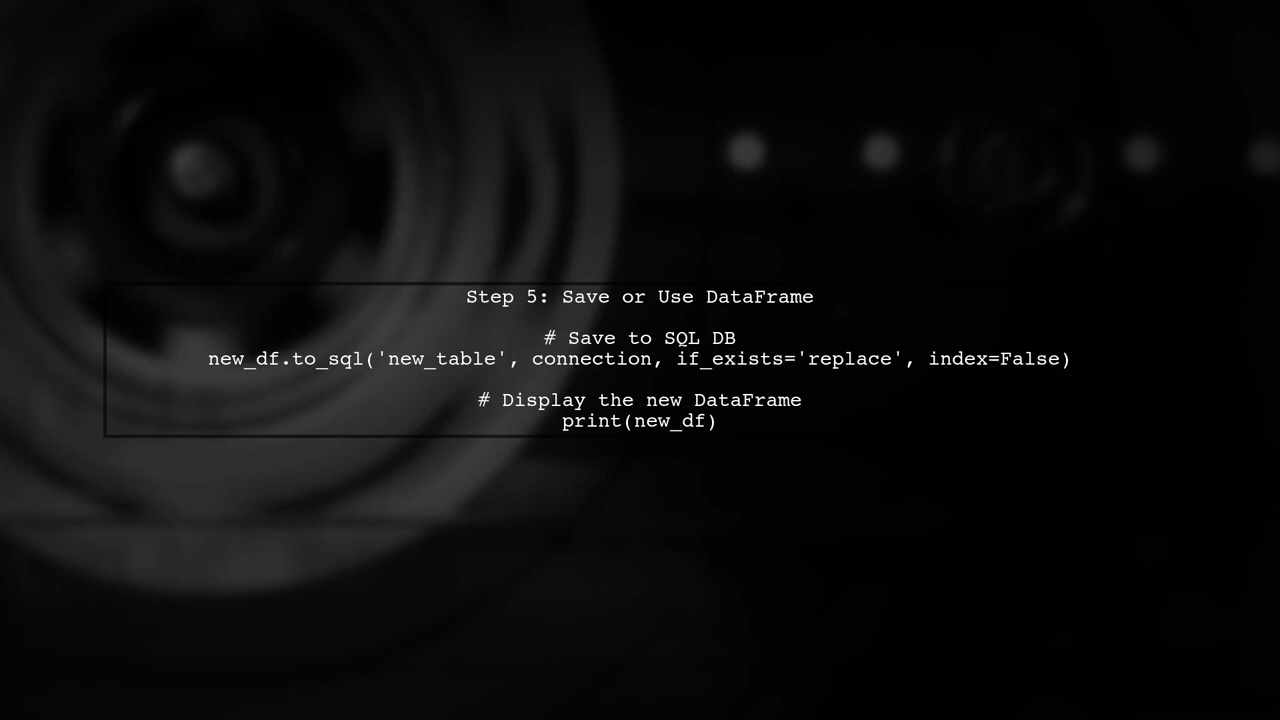 Step 5: Save or Use DataFrame
# Save to SQL DB
new_df.to_sql('new_table', connection, if_exists='replace', index=False)
# Display the new DataFrame
print(new_df)